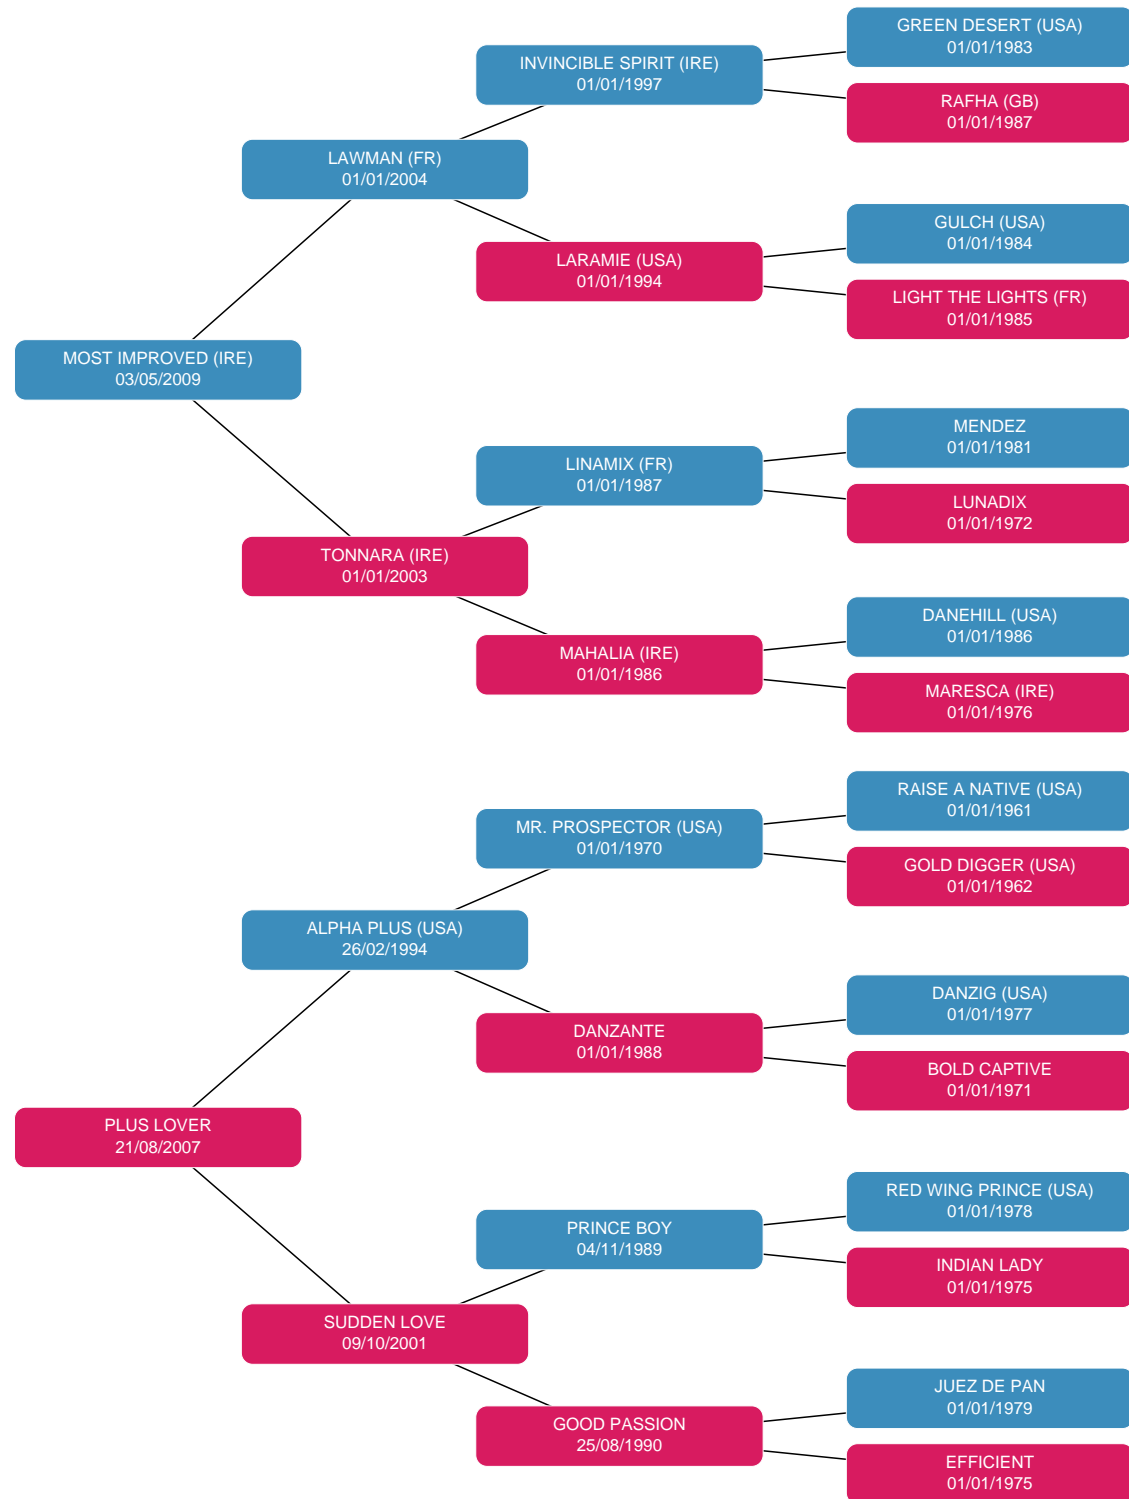 GREEN DESERT (USA)
01/01/1983
INVINCIBLE SPIRIT (IRE)
01/01/1997
RAFHA (GB)
01/01/1987
LAWMAN (FR)
01/01/2004
GULCH (USA)
01/01/1984
LARAMIE (USA)
01/01/1994
LIGHT THE LIGHTS (FR)
01/01/1985
MOST IMPROVED (IRE)
03/05/2009
MENDEZ
01/01/1981
LINAMIX (FR)
01/01/1987
LUNADIX
01/01/1972
TONNARA (IRE)
01/01/2003
DANEHILL (USA)
01/01/1986
MAHALIA (IRE)
01/01/1986
MARESCA (IRE)
01/01/1976
RAISE A NATIVE (USA)
01/01/1961
MR. PROSPECTOR (USA)
01/01/1970
GOLD DIGGER (USA)
01/01/1962
ALPHA PLUS (USA)
26/02/1994
DANZIG (USA)
01/01/1977
DANZANTE
01/01/1988
BOLD CAPTIVE
01/01/1971
PLUS LOVER
21/08/2007
RED WING PRINCE (USA)
01/01/1978
PRINCE BOY
04/11/1989
INDIAN LADY
01/01/1975
SUDDEN LOVE
09/10/2001
JUEZ DE PAN
01/01/1979
GOOD PASSION
25/08/1990
EFFICIENT
01/01/1975